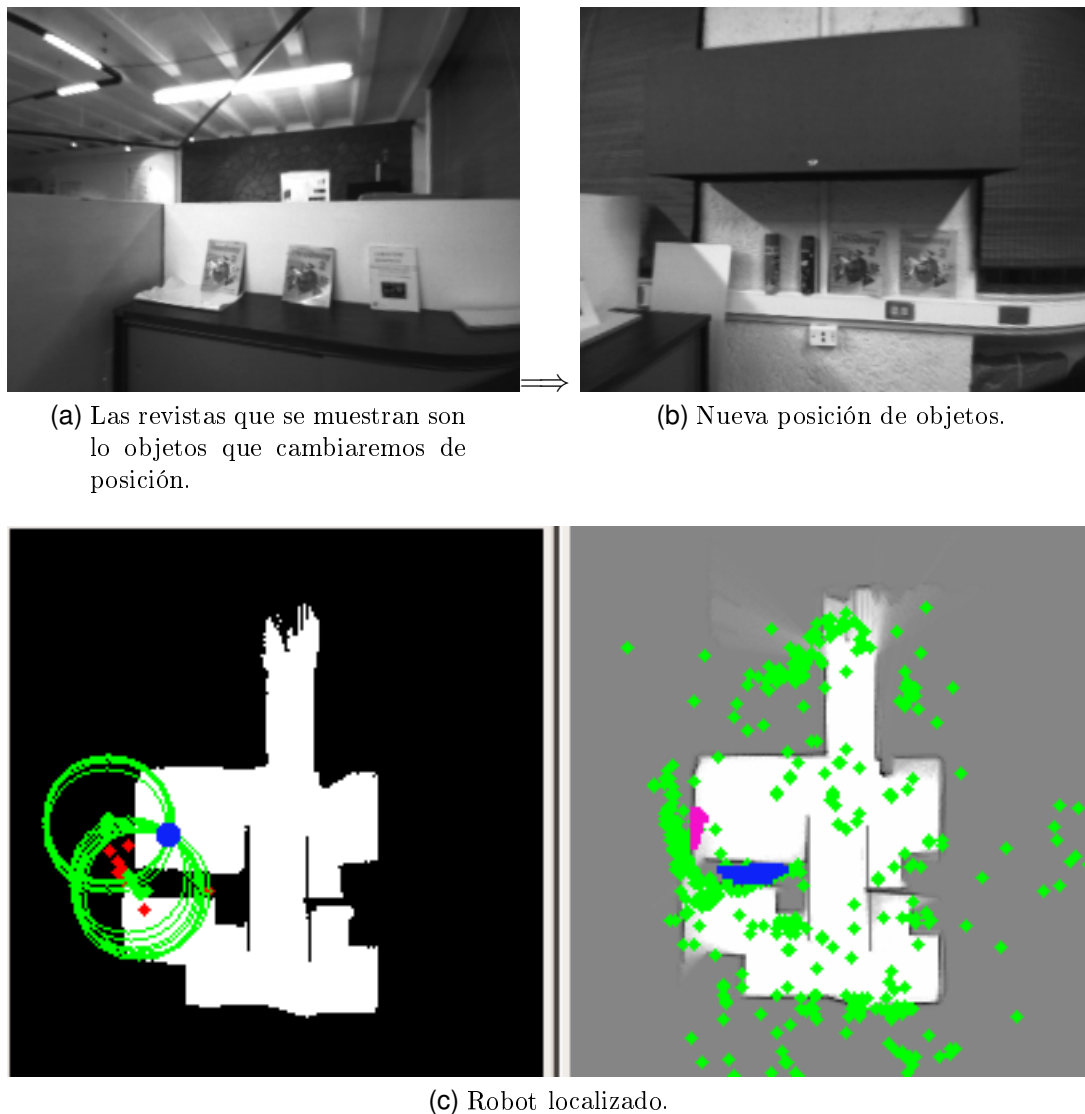 (a) Las revistas que se muestran son
lo objetos que cambiaremos de
posición.
⟹
(b) Nueva posición de objetos.
(c) Robot localizado.